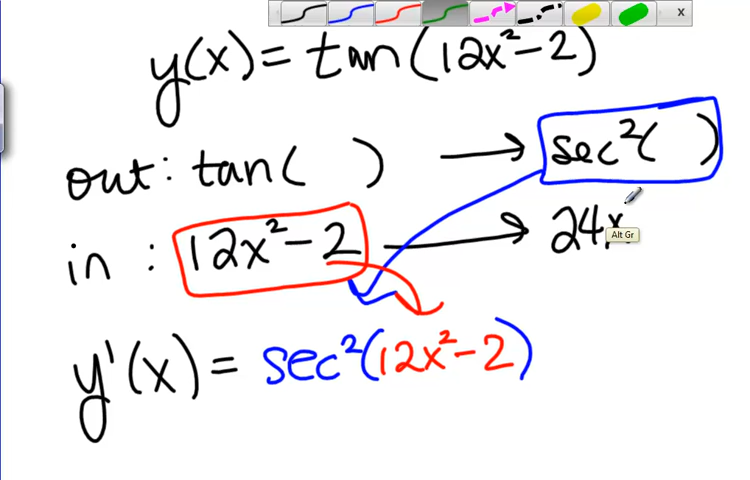 x
y(x) = tan(12x²-2)
out: tan( ) → sec²( )
in : 12x²-2 → 24x
Alt Gr
y'(x) = sec²(12x²-2)